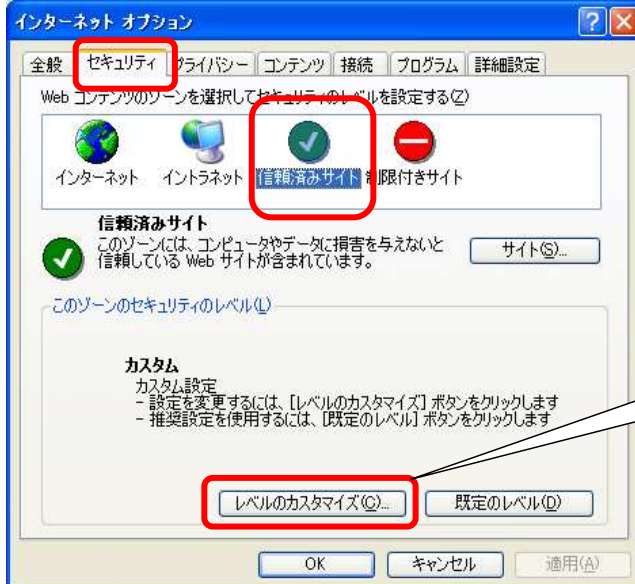 インターネット オプション
全般 セキュリティ プライバシー コンテンツ 接続 プログラム 詳細設定
Web コンテンツのゾーンを選択してセキュリティのレベルを設定する(Z)
インターネット イントラネット 信頼済みサイト 制限付きサイト
信頼済みサイト
このゾーンには、コンピュータやデータに損害を与えないと
信頼している Web サイトが含まれています。
サイト(S)...
このゾーンのセキュリティのレベル(L)
カスタム
カスタム設定
- 設定を変更するには、[レベルのカスタマイズ] ボタンをクリックします
- 推奨設定を使用するには、[既定のレベル] ボタンをクリックします
レベルのカスタマイズ(C)... 既定のレベル(D)
OK キャンセル 適用(A)